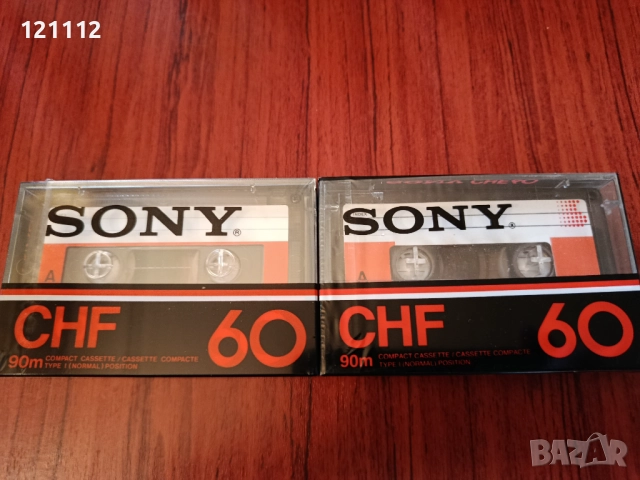 121112
SONY®
A
CHF 60
90m COMPACT CASSETTE / CASSETTE COMPACTE
TYPE I (NORMAL) POSITION
SONY®
A
CHF 60
90m COMPACT CASSETTE / CASSETTE COMPACTE
TYPE I (NORMAL) POSITION
BAZAR